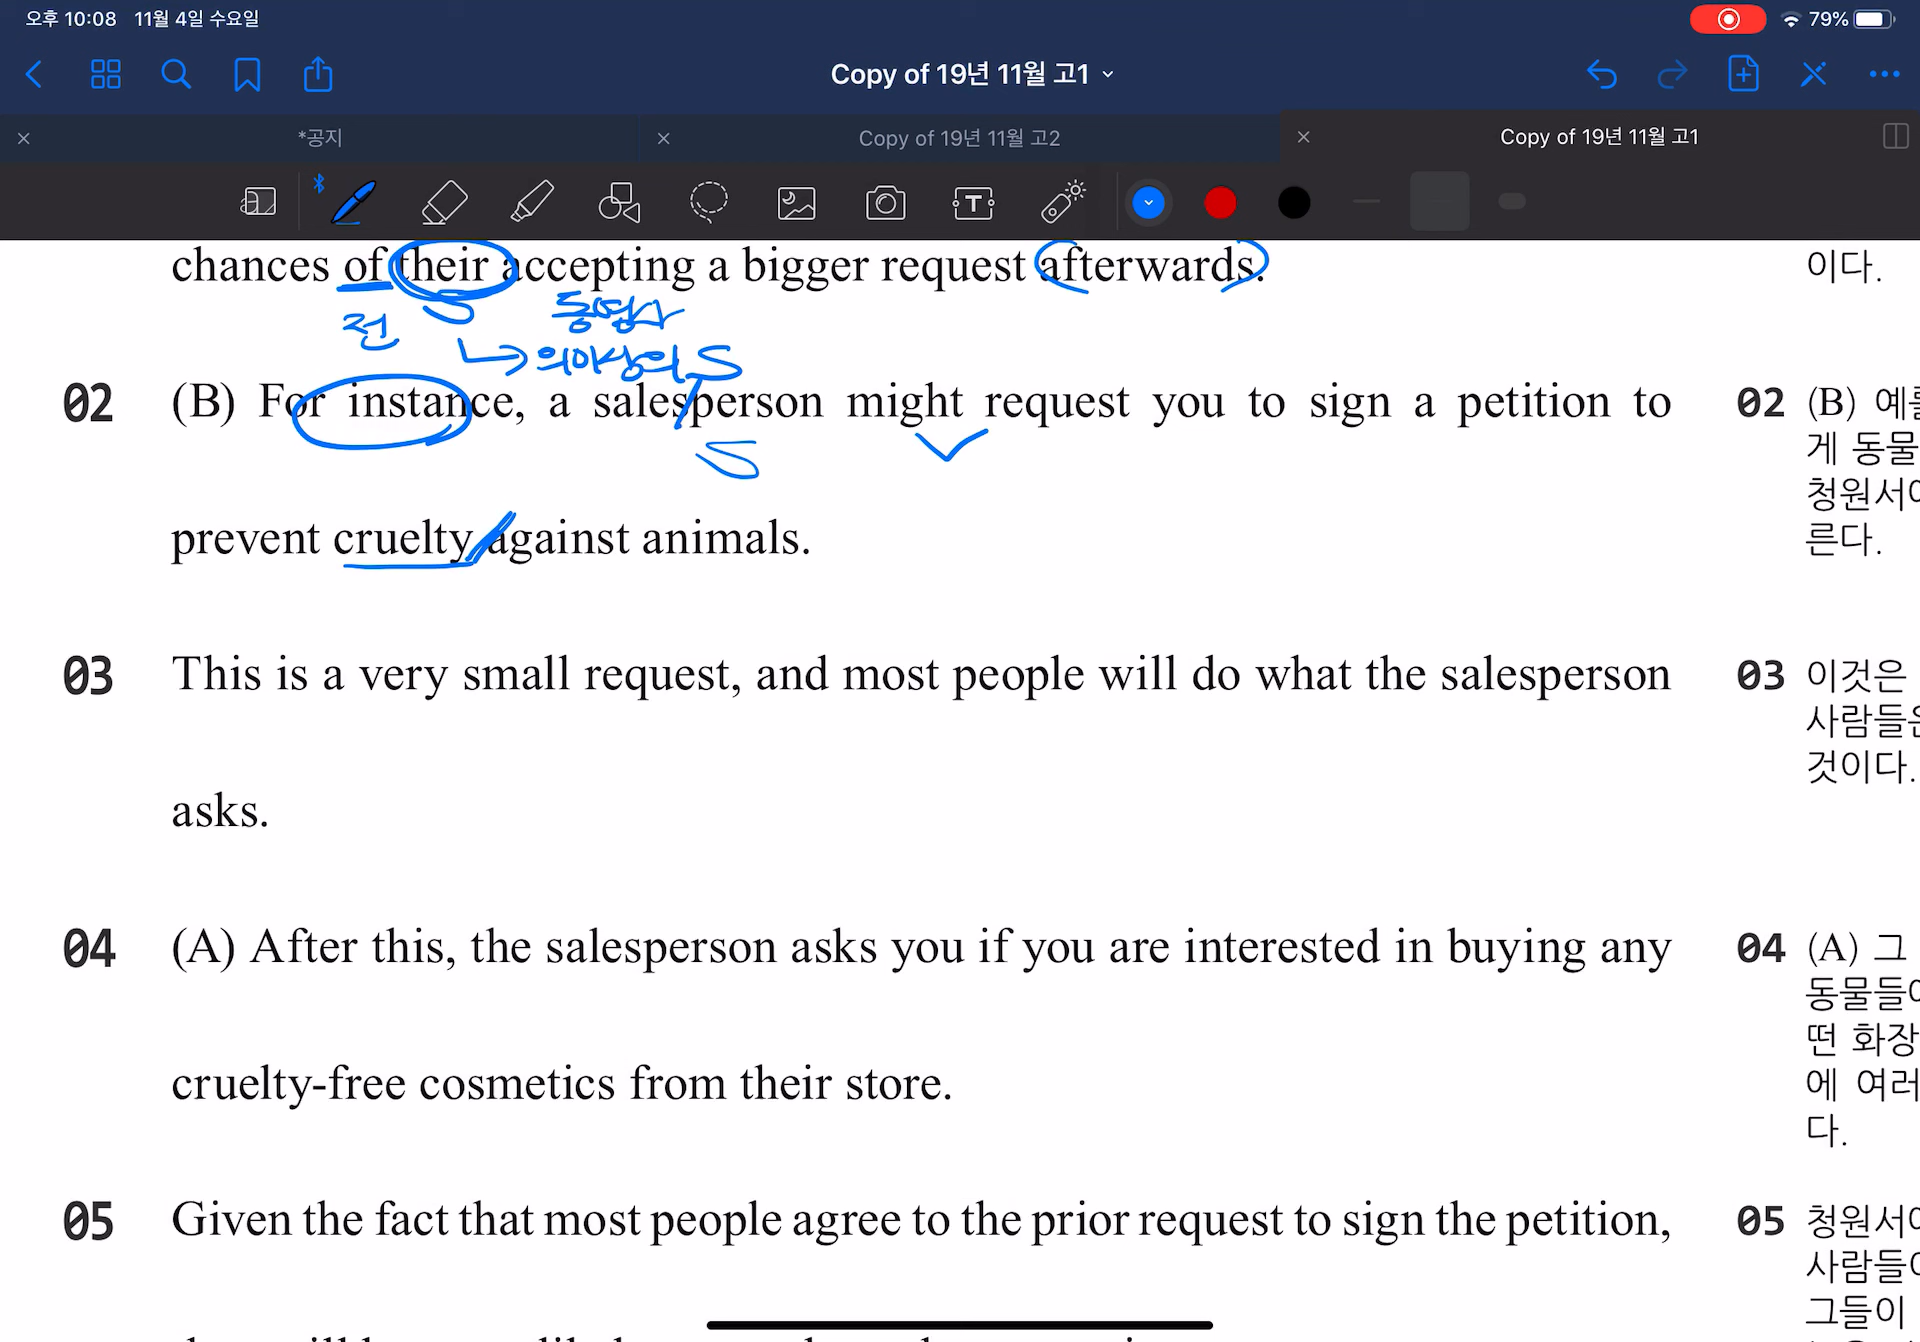 오후 10:08 11월 4일 수요일
79%
Copy of 19년 11월 고1
*공지
Copy of 19년 11월 고2
Copy of 19년 11월 고1
T
chances of their accepting a bigger request afterwards.
이다.
전
S
동명사
의미상의 S
02 (B) For instance, a salesperson might request you to sign a petition to
S
prevent cruelty against animals.
02 (B) 예를
게 동물
청원서에
른다.
03 This is a very small request, and most people will do what the salesperson
asks.
03 이것은
사람들은
것이다.
04 (A) After this, the salesperson asks you if you are interested in buying any
cruelty-free cosmetics from their store.
04 (A) 그
동물들에
떤 화장
에 여러
다.
05 Given the fact that most people agree to the prior request to sign the petition,
05 청원서에
사람들이
그들이